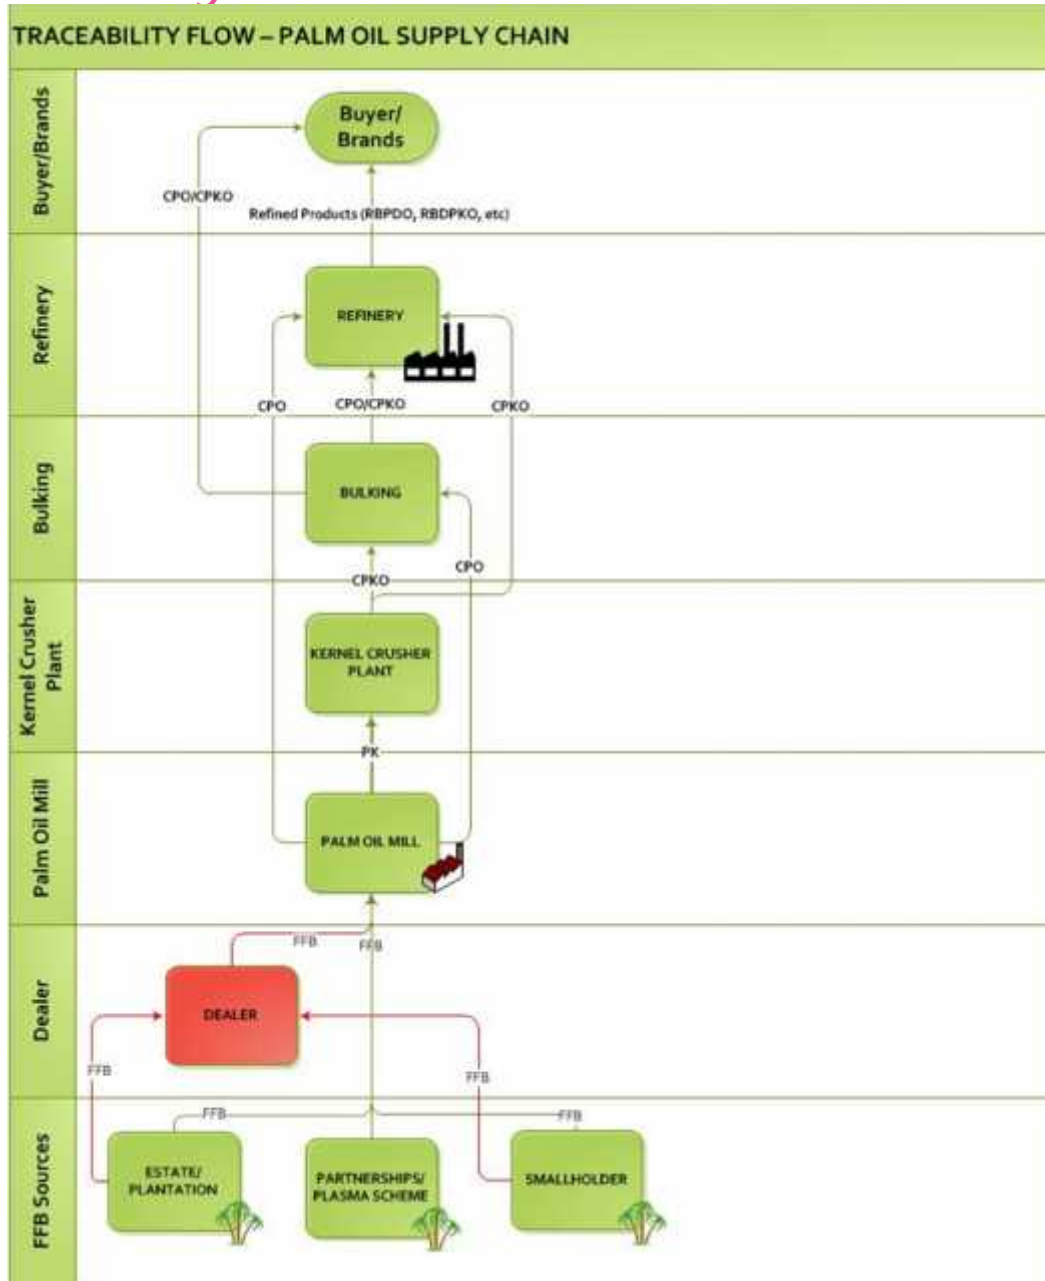 TRACEABILITY FLOW – PALM OIL SUPPLY CHAIN
Buyer/Brands
Buyer/
Brands
CPO/CPKO
Refined Products (RBPDO, RBDPKO, etc)
Refinery
REFINERY
CPO
CPO/CPKO
CPKO
Bulking
BULKING
CPKO
CPO
Kernel Crusher
Plant
KERNEL CRUSHER
PLANT
PK
Palm Oil Mill
PALM OIL MILL
Dealer
FFB
FFB
DEALER
FFB
FFB
FFB Sources
FFB
FFB
ESTATE/
PLANTATION
PARTNERSHIPS/
PLASMA SCHEME
SMALLHOLDER